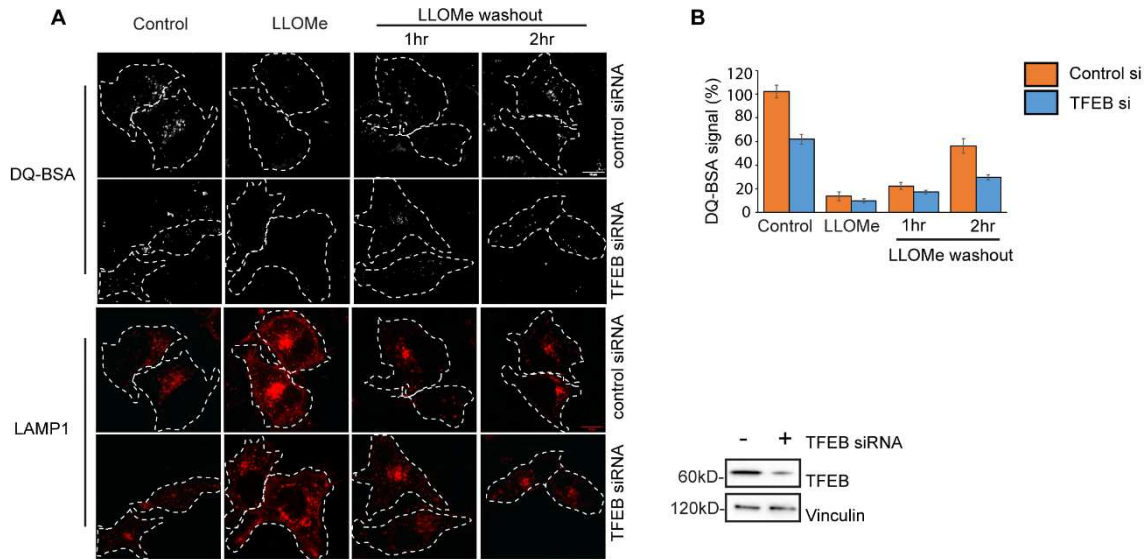 A
Control
LLOMe
LLOMe washout
1hr
2hr
DQ-BSA
control siRNA
TFEB siRNA
LAMP1
control siRNA
TFEB siRNA
B
DQ-BSA signal (%)
120
100
80
60
40
20
0
Control
LLOMe
1hr
2hr
LLOMe washout
Control si
TFEB si
- + TFEB siRNA
60kD- TFEB
120kD- Vinculin